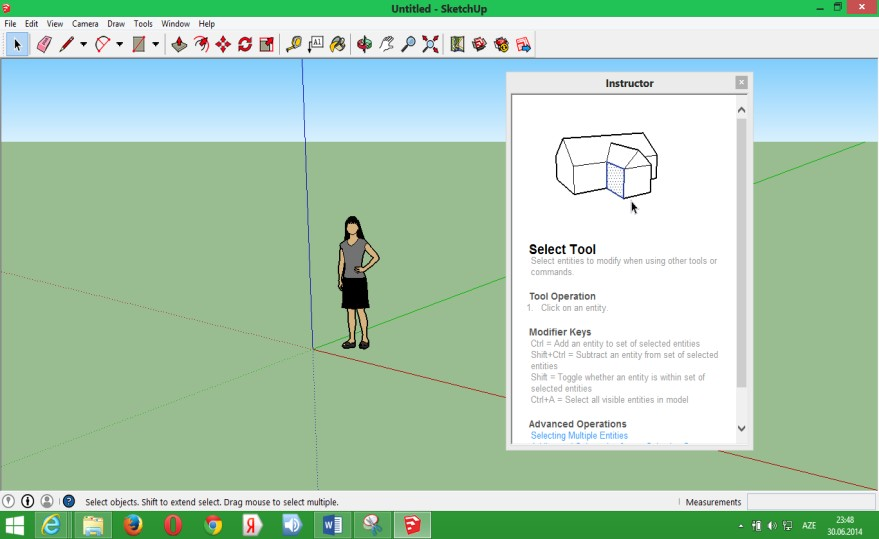 Untitled - SketchUp
File Edit View Camera Draw Tools Window Help
A1
Instructor
Select Tool
Select entities to modify when using other tools or
commands.
Tool Operation
1. Click on an entity.
Modifier Keys
Ctrl = Add an entity to set of selected entities
Shift+Ctrl = Subtract an entity from set of selected
entities
Shift = Toggle whether an entity is within set of
selected entities
Ctrl+A = Select all visible entities in model
Advanced Operations
Selecting Multiple Entities
Select objects. Shift to extend select. Drag mouse to select multiple.
Measurements
AZE
23:48
30.06.2014